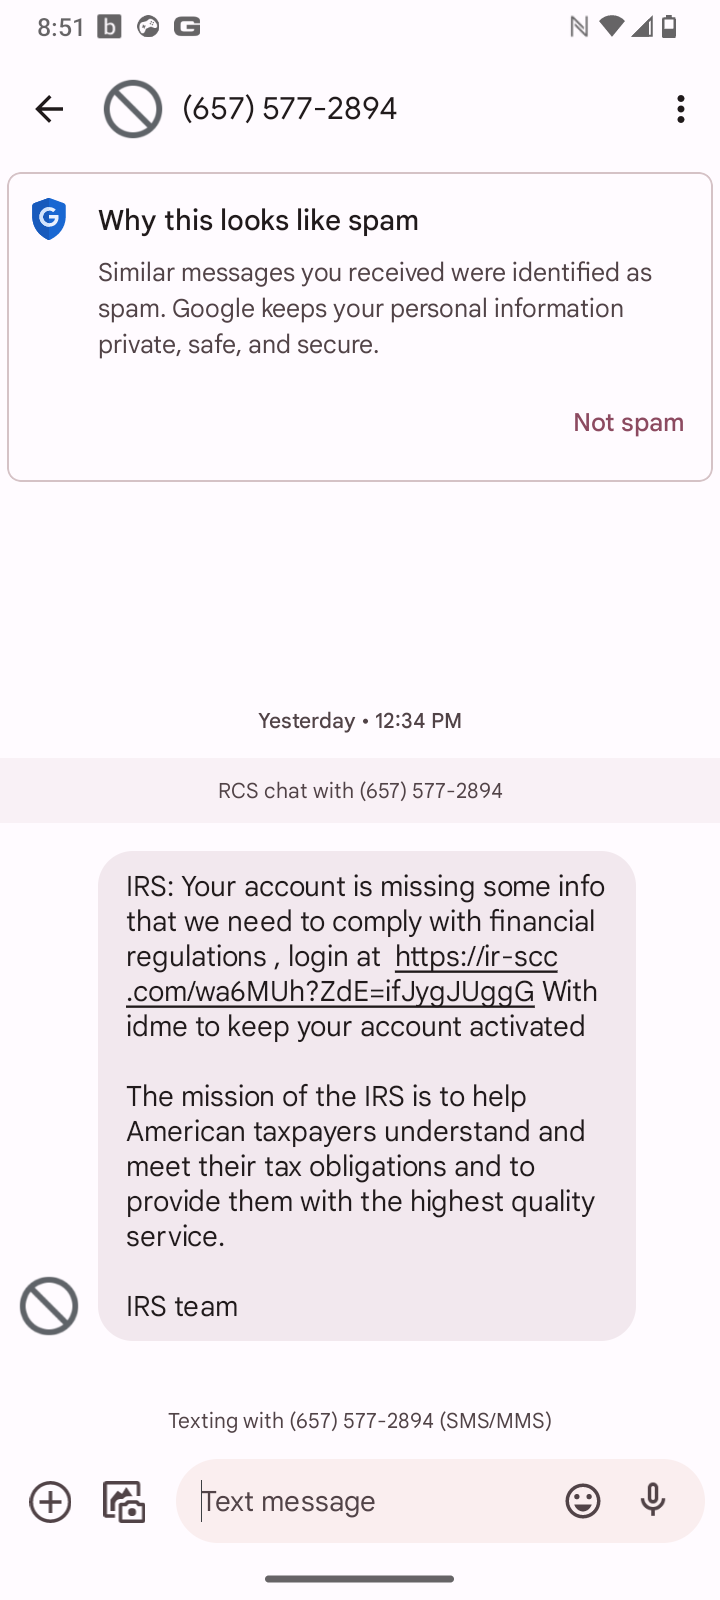 8:51
(657) 577-2894
Why this looks like spam
Similar messages you received were identified as
spam. Google keeps your personal information
private, safe, and secure.
Not spam
Yesterday • 12:34 PM
RCS chat with (657) 577-2894
IRS: Your account is missing some info
that we need to comply with financial
regulations , login at  https://ir-scc
.com/wa6MUh?ZdE=ifJygJUggG With
idme to keep your account activated
The mission of the IRS is to help
American taxpayers understand and
meet their tax obligations and to
provide them with the highest quality
service.
IRS team
Texting with (657) 577-2894 (SMS/MMS)
Text message